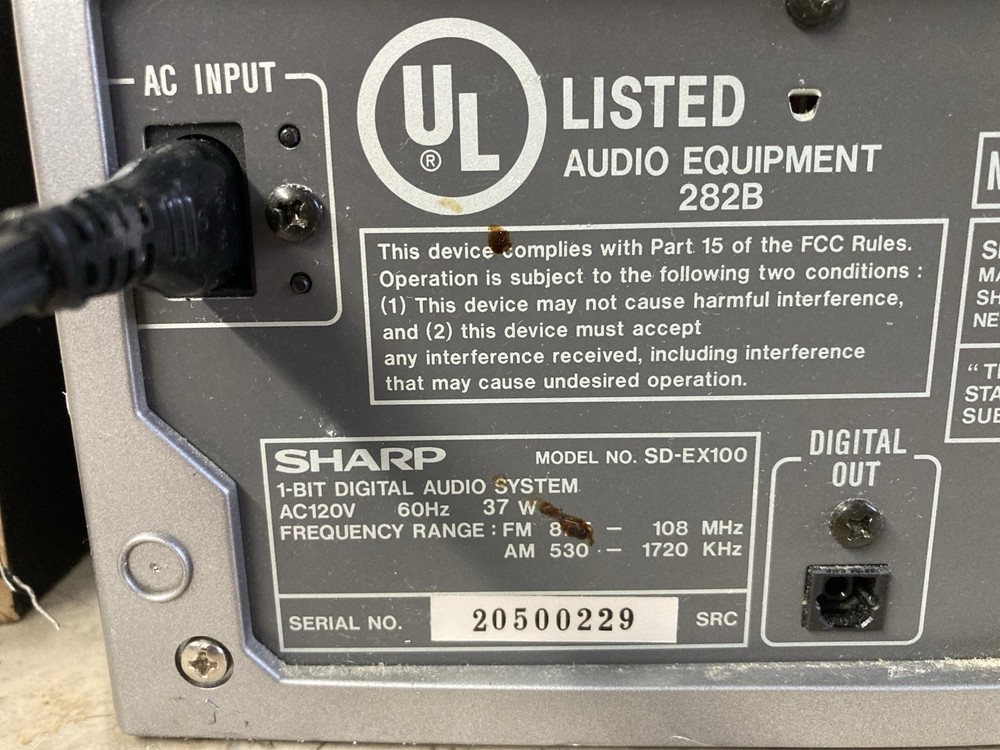 AC INPUT
UL
®
LISTED
AUDIO EQUIPMENT
282B
This device complies with Part 15 of the FCC Rules.
Operation is subject to the following two conditions :
(1) This device may not cause harmful interference,
and (2) this device must accept
any interference received, including interference
that may cause undesired operation.
SHARP MODEL NO. SD-EX100
1-BIT DIGITAL AUDIO SYSTEM
AC120V 60Hz 37 W
FREQUENCY RANGE : FM — 108 MHz
AM 530 — 1720 KHz
SERIAL NO. 20500229 SRC
DIGITAL
OUT